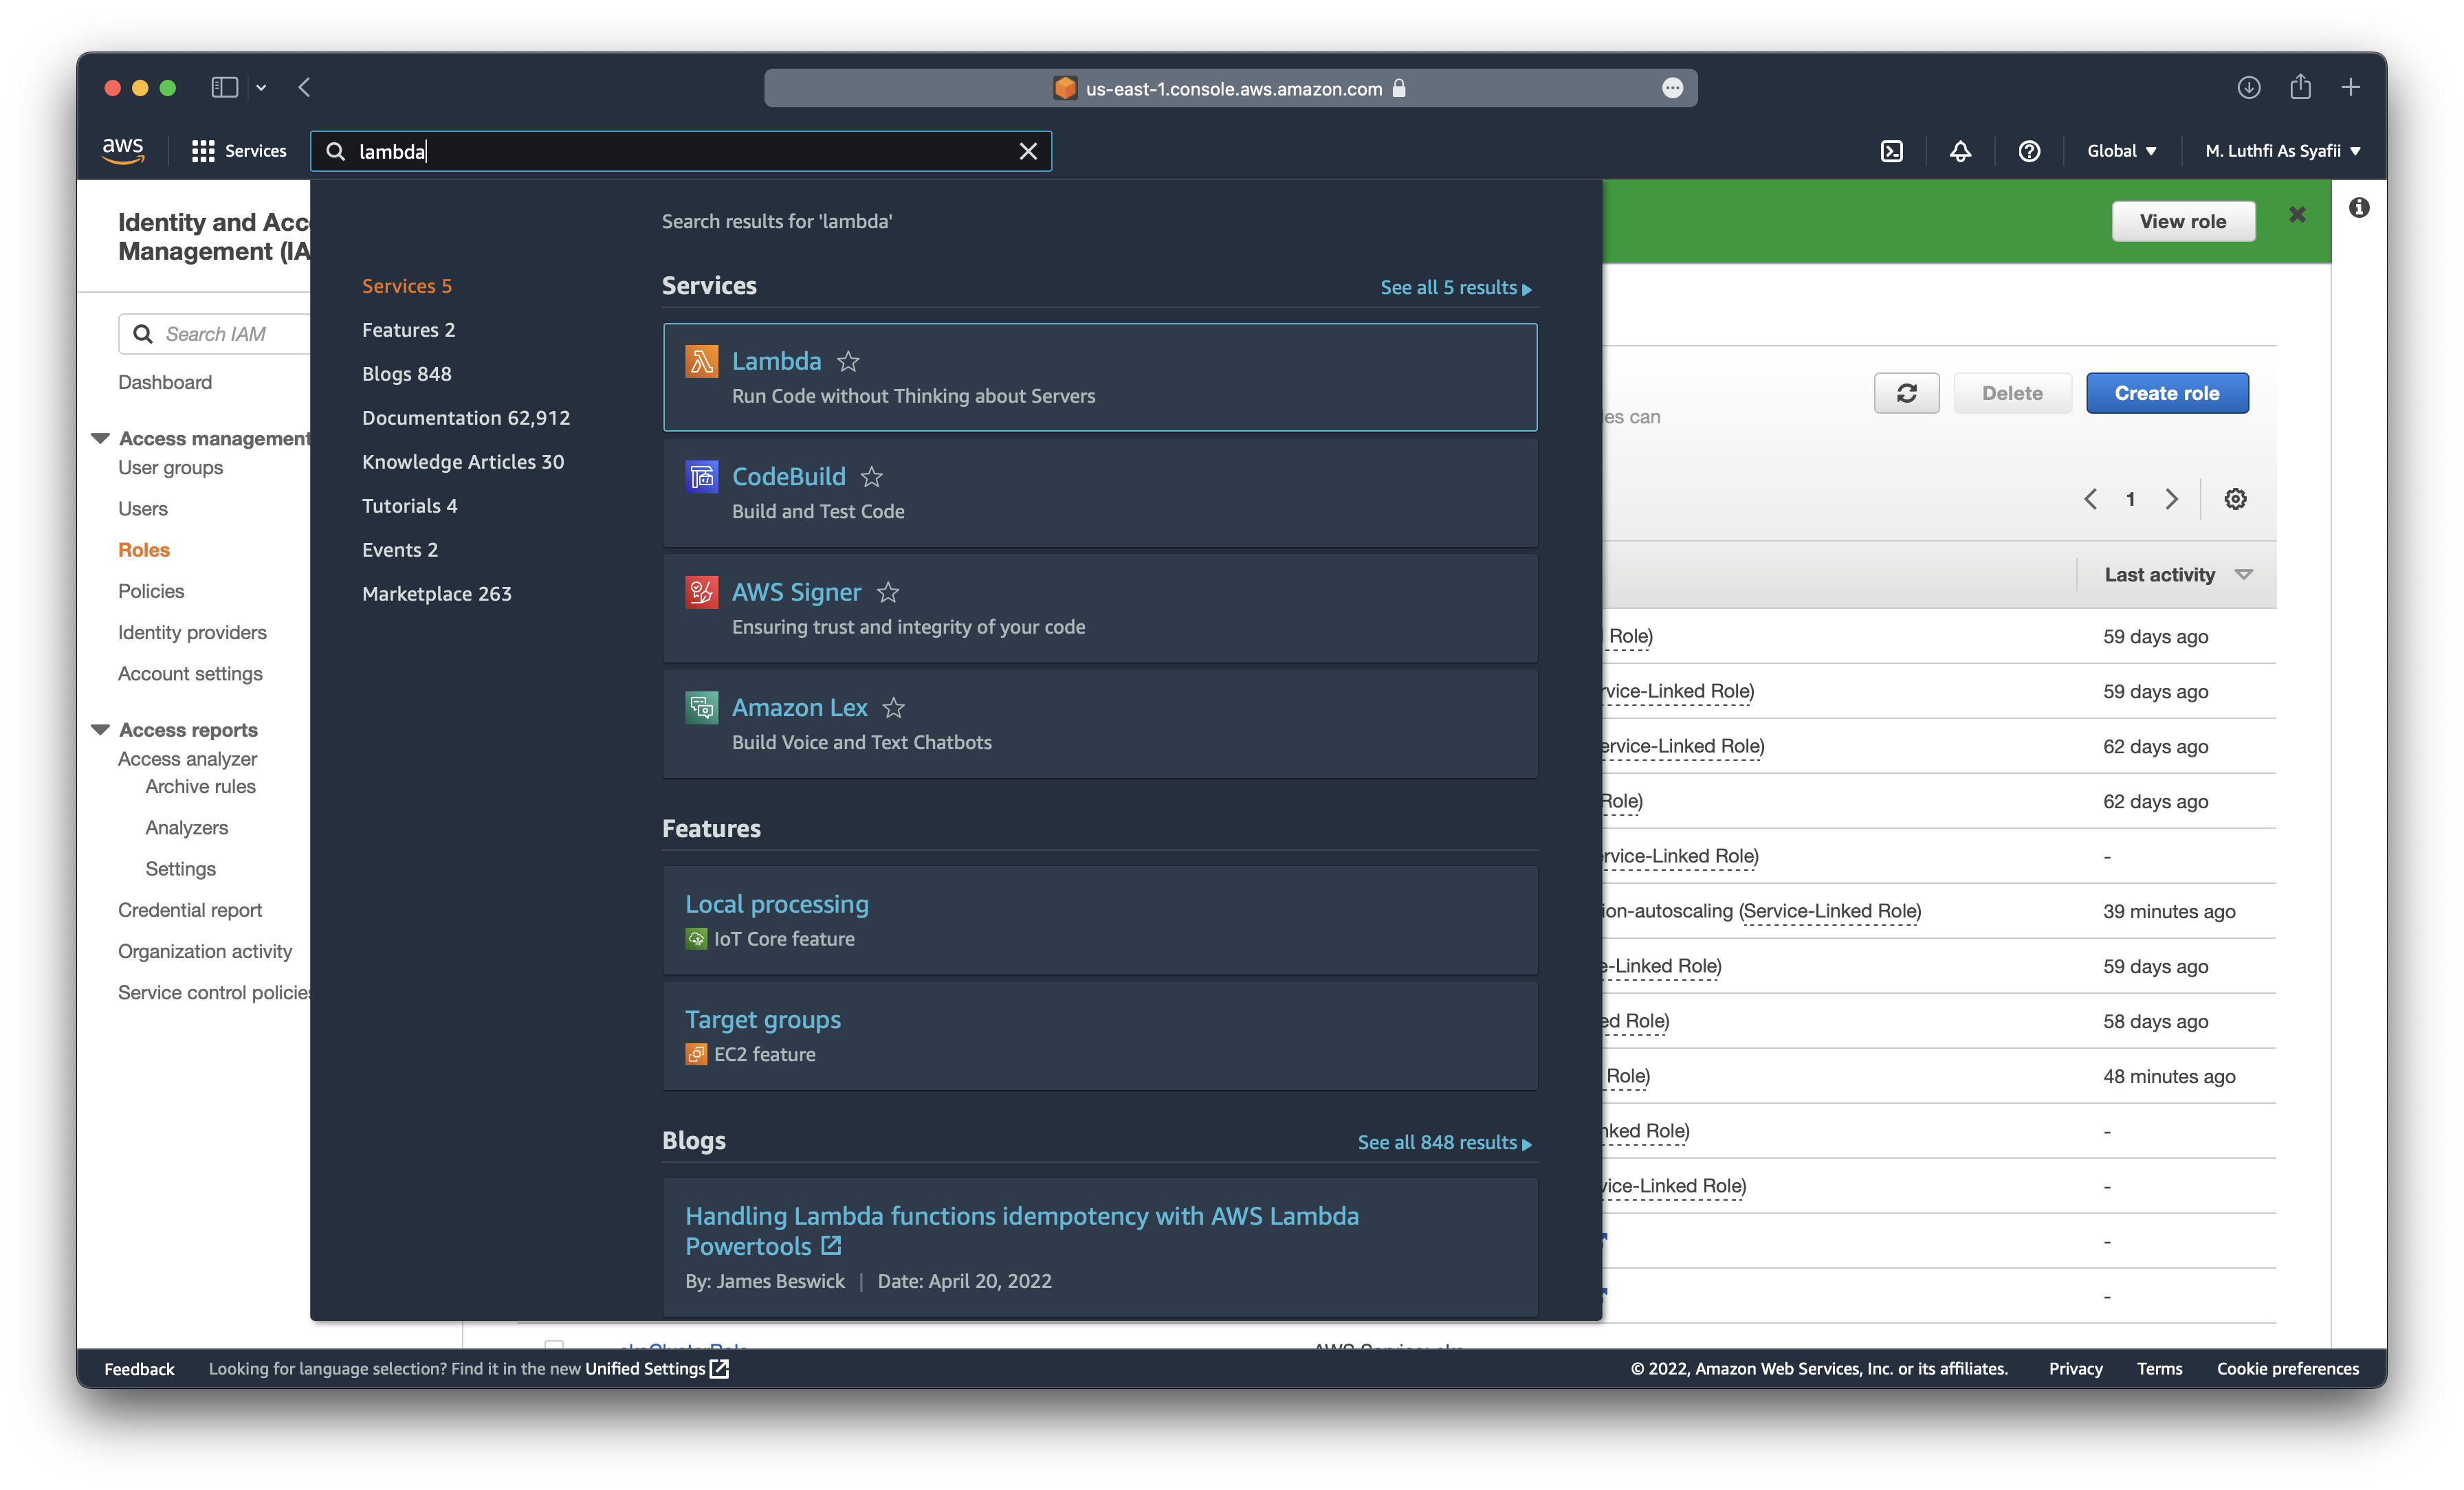 us-east-1.console.aws.amazon.com
aws
Services
lambda
Global
M. Luthfi As Syafii
Identity and Acc
Management (IA
Search IAM
Dashboard
Access management
User groups
Users
Roles
Policies
Identity providers
Account settings
Access reports
Access analyzer
Archive rules
Analyzers
Settings
Credential report
Organization activity
Service control policies
Search results for 'lambda'
Services 5
Features 2
Blogs 848
Documentation 62,912
Knowledge Articles 30
Tutorials 4
Events 2
Marketplace 263
Services
See all 5 results
Lambda
Run Code without Thinking about Servers
CodeBuild
Build and Test Code
AWS Signer
Ensuring trust and integrity of your code
Amazon Lex
Build Voice and Text Chatbots
Features
Local processing
IoT Core feature
Target groups
EC2 feature
Blogs
See all 848 results
Handling Lambda functions idempotency with AWS Lambda
Powertools
By: James Beswick | Date: April 20, 2022
View role
es can
Delete
Create role
1
Last activity
Role)
59 days ago
rvice-Linked Role)
59 days ago
ervice-Linked Role)
62 days ago
Role)
62 days ago
rvice-Linked Role)
-
ion-autoscaling (Service-Linked Role)
39 minutes ago
e-Linked Role)
59 days ago
ed Role)
58 days ago
Role)
48 minutes ago
nked Role)
-
vice-Linked Role)
-
-
-
Feedback
Looking for language selection? Find it in the new Unified Settings
© 2022, Amazon Web Services, Inc. or its affiliates.
Privacy
Terms
Cookie preferences